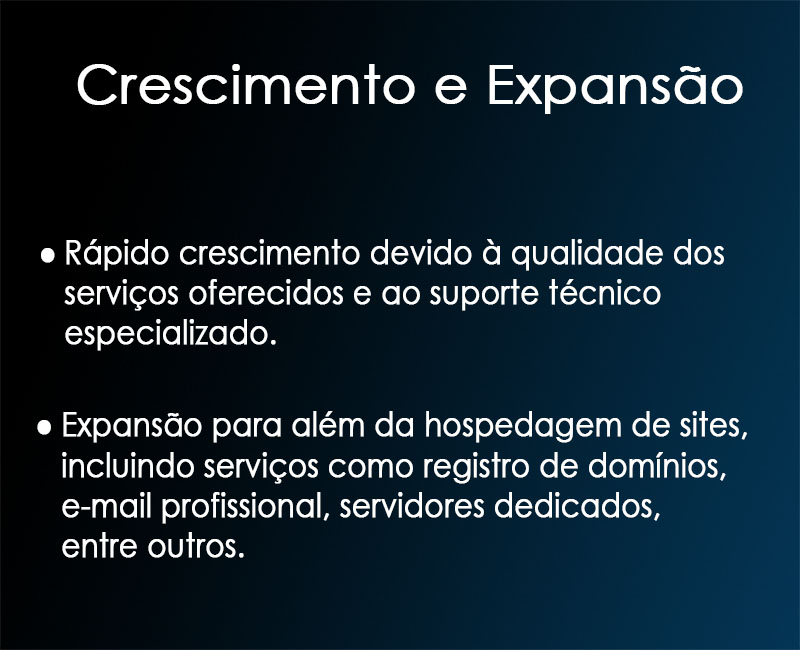 Crescimento e Expansão
• Rápido crescimento devido à qualidade dos
serviços oferecidos e ao suporte técnico
especializado.
• Expansão para além da hospedagem de sites,
incluindo serviços como registro de domínios,
e-mail profissional, servidores dedicados,
entre outros.